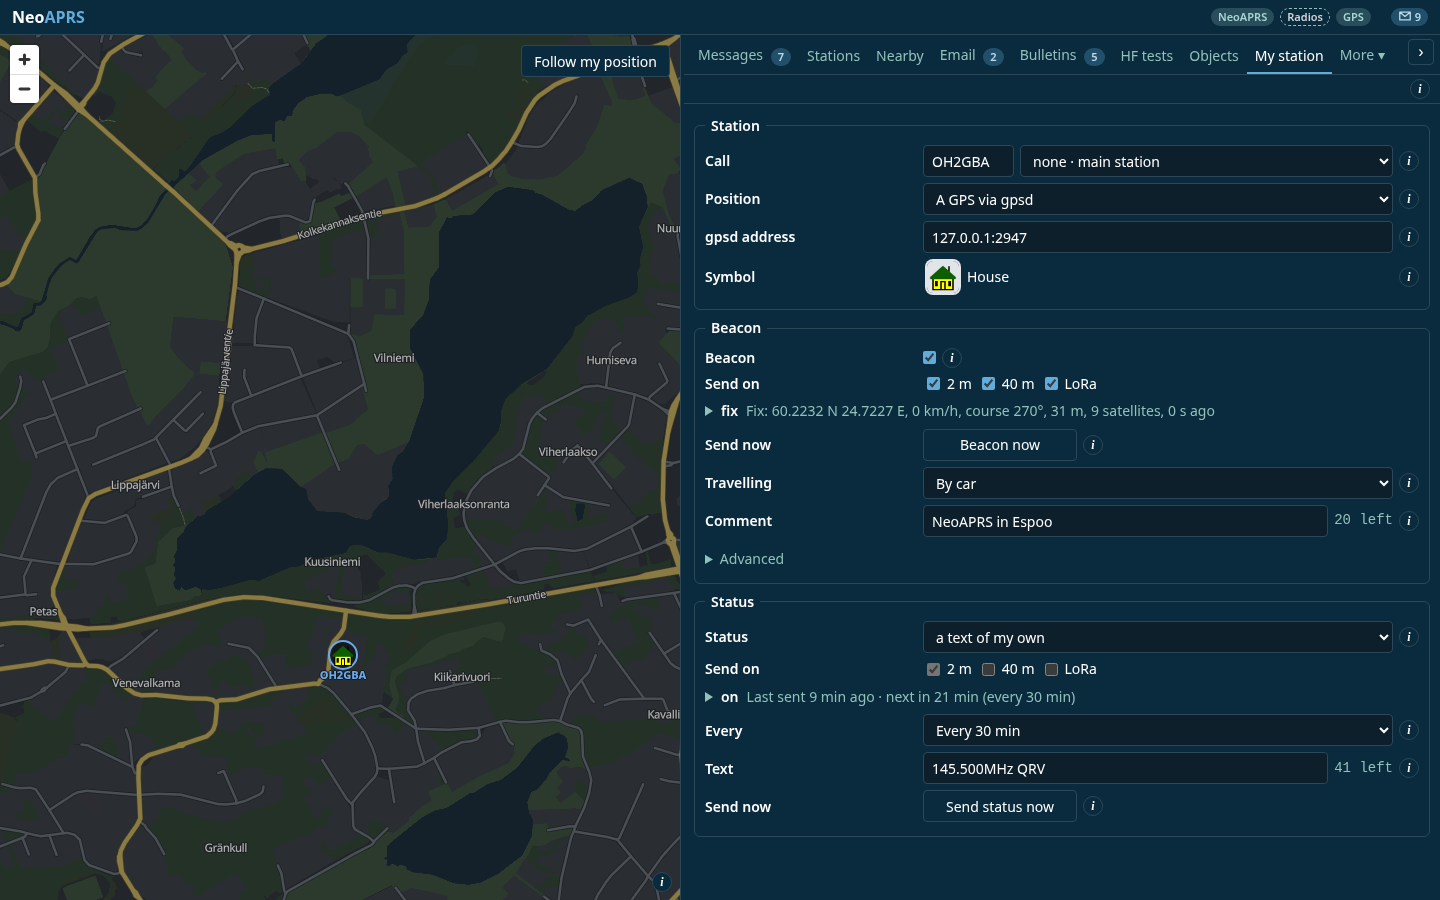 NeoAPRS
NeoAPRS Radios GPS 9
+
−
Follow my position
Messages 7 Stations Nearby Email 2 Bulletins 5 HF tests Objects My station More ▾ ›
i
Station
Call OH2GBA none · main station i
Position A GPS via gpsd i
gpsd address 127.0.0.1:2947
Symbol House i
Beacon
Beacon i
Send on 2 m 40 m LoRa
fix Fix: 60.2232 N 24.7227 E, 0 km/h, course 270°, 31 m, 9 satellites, 0 s ago
Send now Beacon now i
Travelling By car i
Comment NeoAPRS in Espoo 20 left i
Advanced
Status
Status a text of my own i
Send on 2 m 40 m LoRa
on Last sent 9 min ago · next in 21 min (every 30 min)
Every Every 30 min i
Text 145.500MHz QRV 41 left i
Send now Send status now i
Kolkekannaksentie
Nuur
Lippajärventie
Vilniemi
Humiseva
Viherlaakso
Lippajärvi
Viherlaaksonranta
Kuusiniemi
Turuntie
Petas
OH2GBA
Venevalkama
Kiikarivuori
Kavalli
Gränkull
i